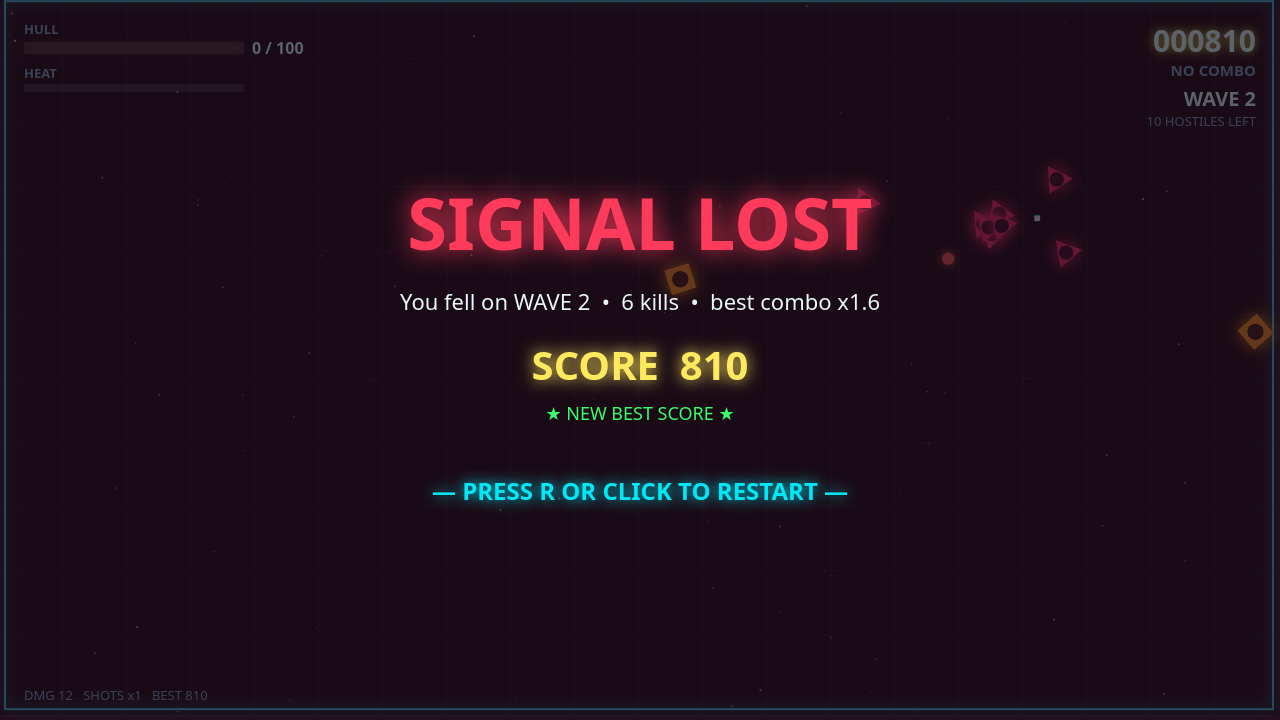 HULL
0 / 100
HEAT
000810
NO COMBO
WAVE 2
10 HOSTILES LEFT
SIGNAL LOST
You fell on WAVE 2 • 6 kills • best combo x1.6
SCORE 810
★ NEW BEST SCORE ★
— PRESS R OR CLICK TO RESTART —
DMG 12 SHOTS x1 BEST 810